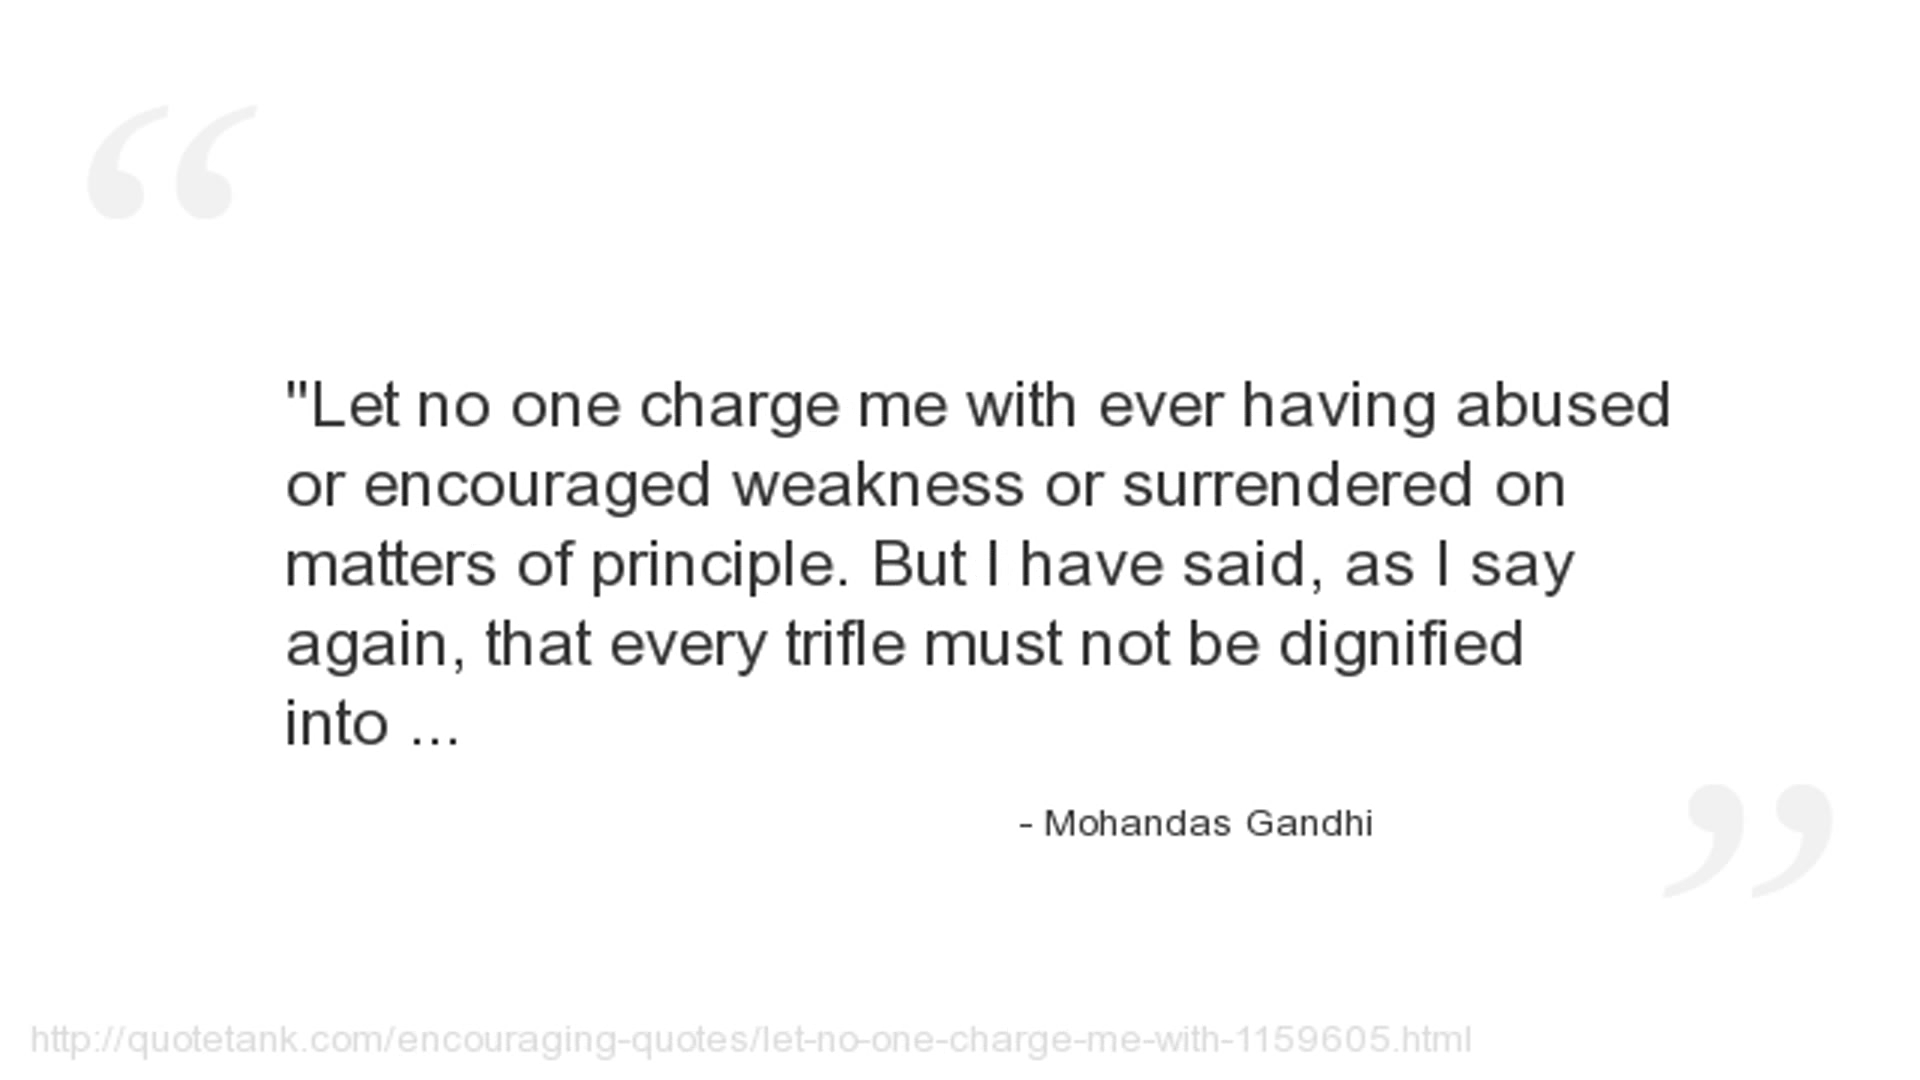 "Let no one charge me with ever having abused
or encouraged weakness or surrendered on
matters of principle. But I have said, as I say
again, that every trifle must not be dignified
into ...
- Mohandas Gandhi
http://quotetank.com/encouraging-quotes/let-no-one-charge-me-with-1159605.html